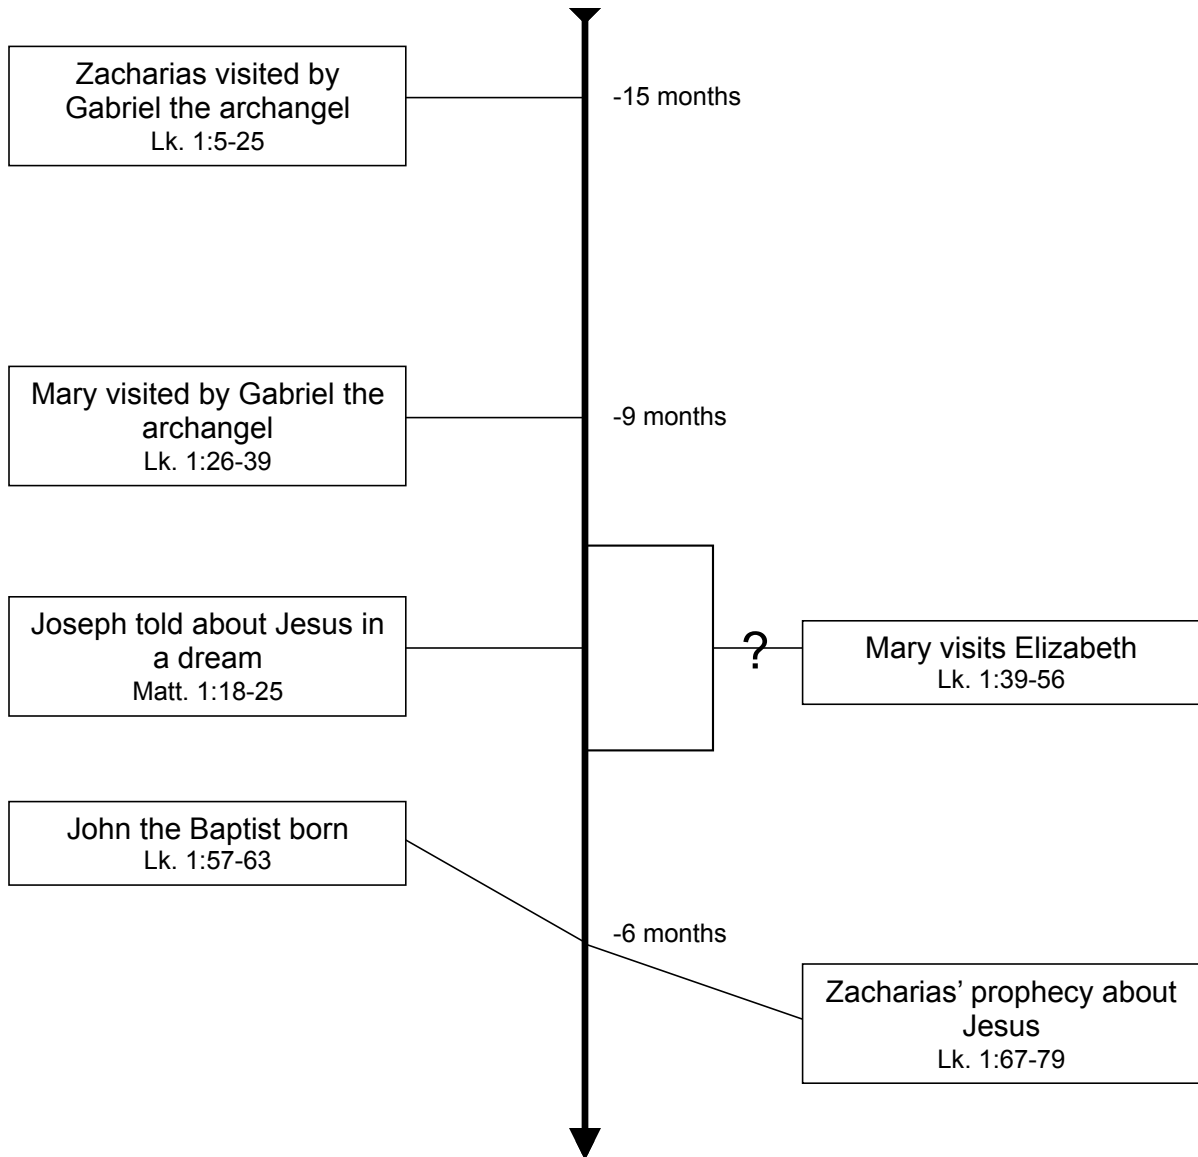 Zacharias visited by
Gabriel the archangel
Lk. 1:5-25
-15 months
Mary visited by Gabriel the
archangel
Lk. 1:26-39
-9 months
Joseph told about Jesus in
a dream
Matt. 1:18-25
?
Mary visits Elizabeth
Lk. 1:39-56
John the Baptist born
Lk. 1:57-63
-6 months
Zacharias’ prophecy about
Jesus
Lk. 1:67-79